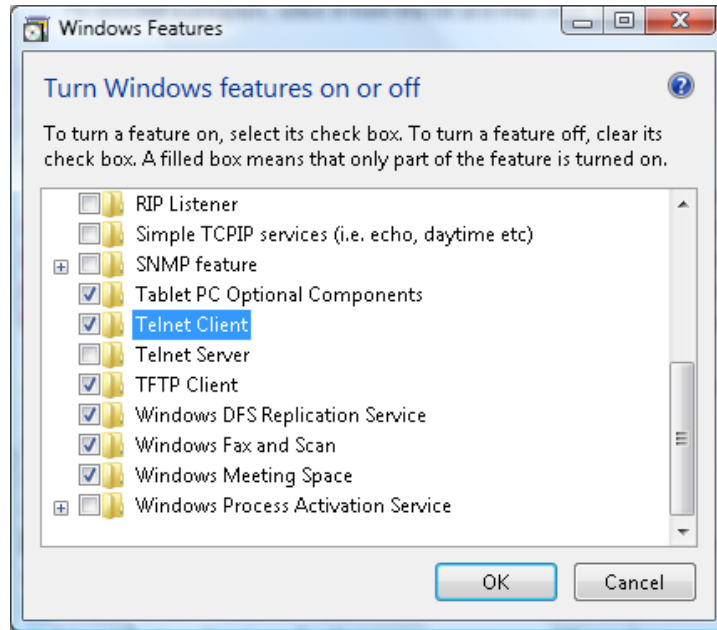 Windows Features
Turn Windows features on or off
To turn a feature on, select its check box. To turn a feature off, clear its
check box. A filled box means that only part of the feature is turned on.
RIP Listener
Simple TCPIP services (i.e. echo, daytime etc)
SNMP feature
Tablet PC Optional Components
Telnet Client
Telnet Server
TFTP Client
Windows DFS Replication Service
Windows Fax and Scan
Windows Meeting Space
Windows Process Activation Service
OK Cancel